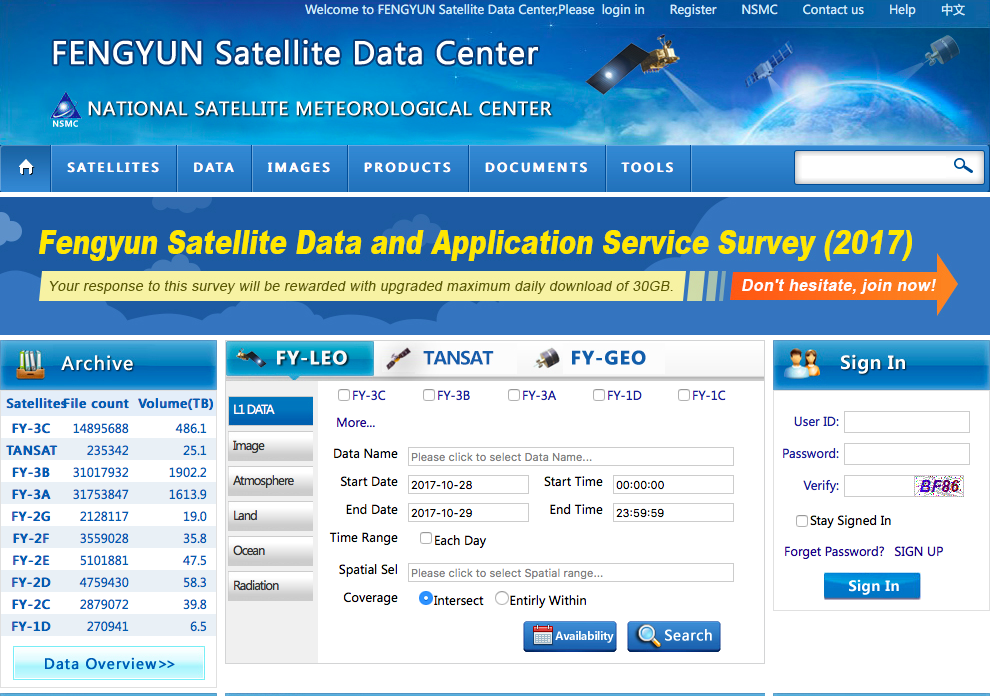 Welcome to FENGYUN Satellite Data Center,Please login in Register NSMC Contact us Help 中文
FENGYUN Satellite Data Center
NSMC
NATIONAL SATELLITE METEOROLOGICAL CENTER
SATELLITES DATA IMAGES PRODUCTS DOCUMENTS TOOLS
Fengyun Satellite Data and Application Service Survey (2017)
Your response to this survey will be rewarded with upgraded maximum daily download of 30GB. Don't hesitate, join now!
Archive
Satellites File count Volume(TB)
FY-3C 14895688 486.1
TANSAT 235342 25.1
FY-3B 31017932 1902.2
FY-3A 31753847 1613.9
FY-2G 2128117 19.0
FY-2F 3559028 35.8
FY-2E 5101881 47.5
FY-2D 4759430 58.3
FY-2C 2879072 39.8
FY-1D 270941 6.5
Data Overview>>
FY-LEO TANSAT FY-GEO
L1 DATA
Image
Atmosphere
Land
Ocean
Radiation
FY-3C FY-3B FY-3A FY-1D FY-1C
More...
Data Name Please click to select Data Name...
Start Date 2017-10-28 Start Time 00:00:00
End Date 2017-10-29 End Time 23:59:59
Time Range Each Day
Spatial Sel Please click to select Spatial range...
Coverage Intersect Entirly Within
Availability Search
Sign In
User ID:
Password:
Verify: BF86
Stay Signed In
Forget Password? SIGN UP
Sign In